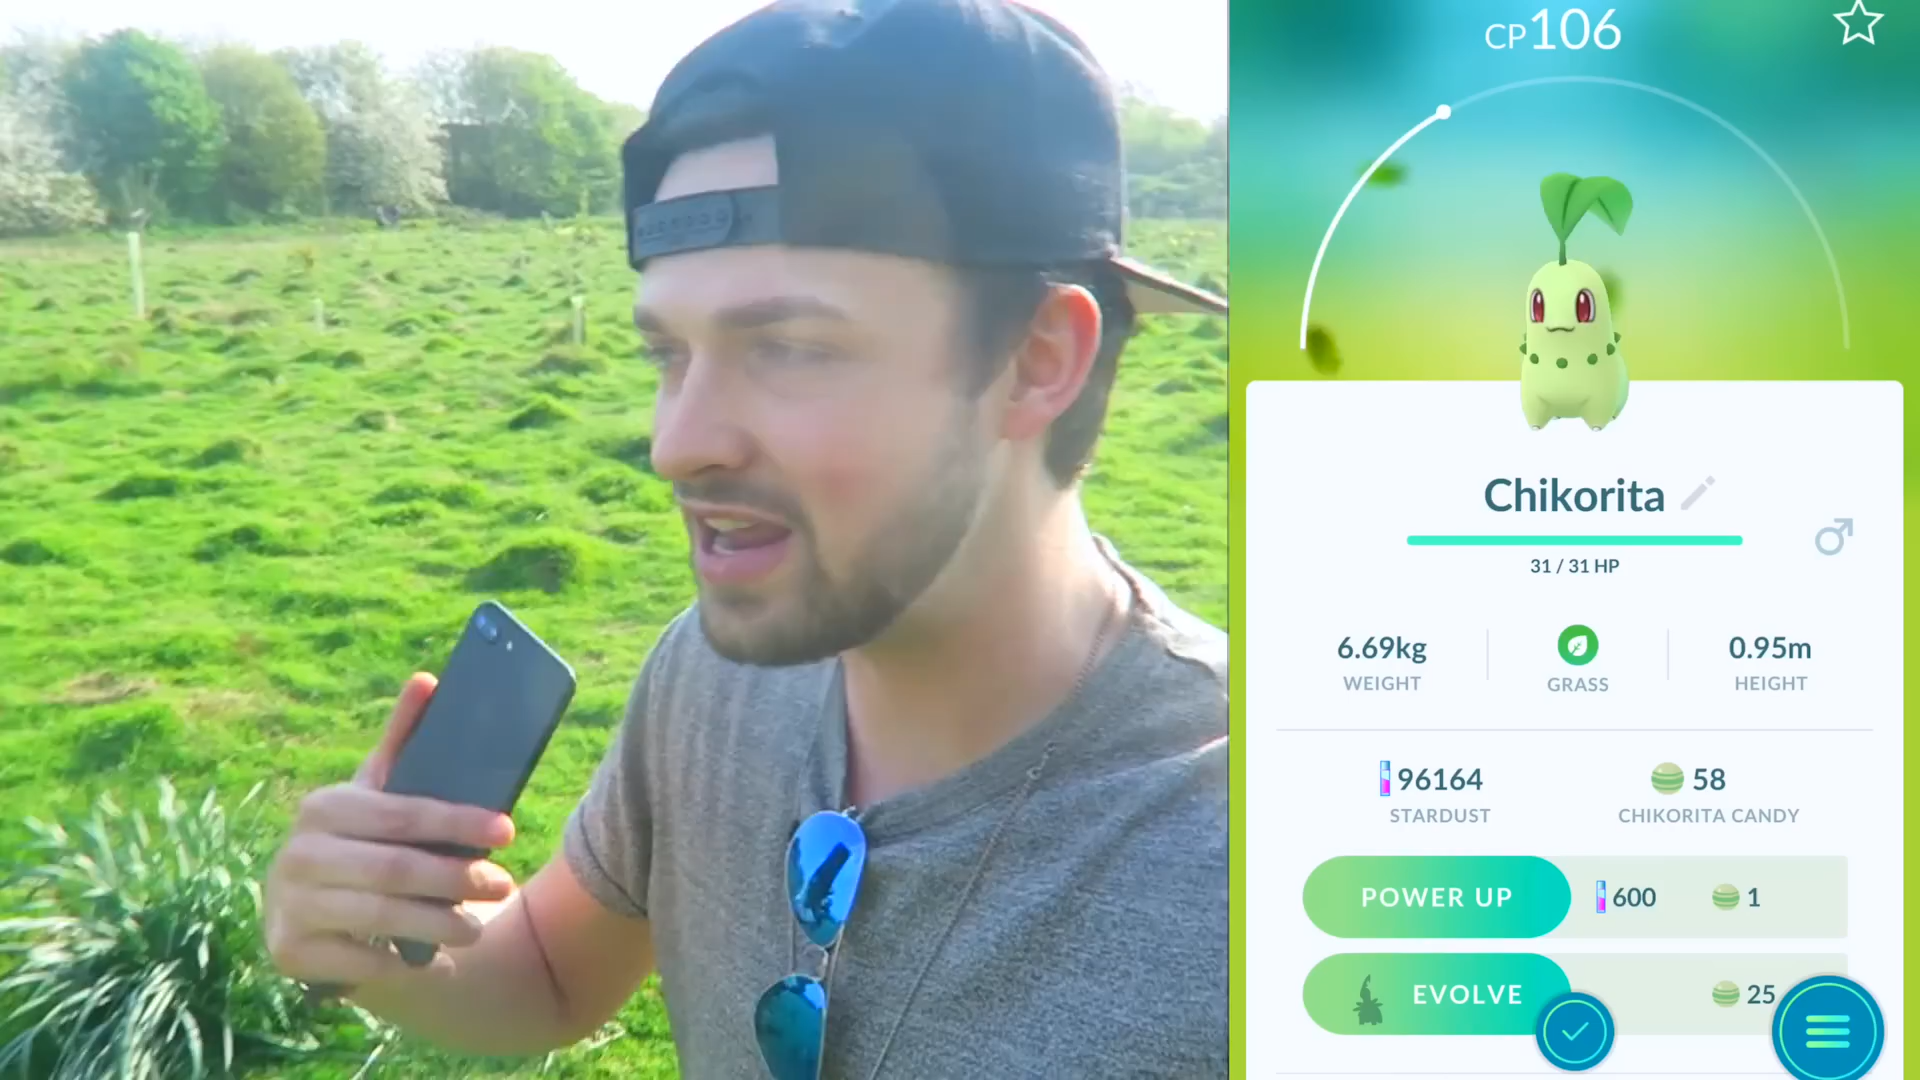 CP106
Chikorita
31 / 31 HP
6.69kg
WEIGHT
GRASS
0.95m
HEIGHT
96164
STARDUST
58
CHIKORITA CANDY
POWER UP 600 1
EVOLVE 25